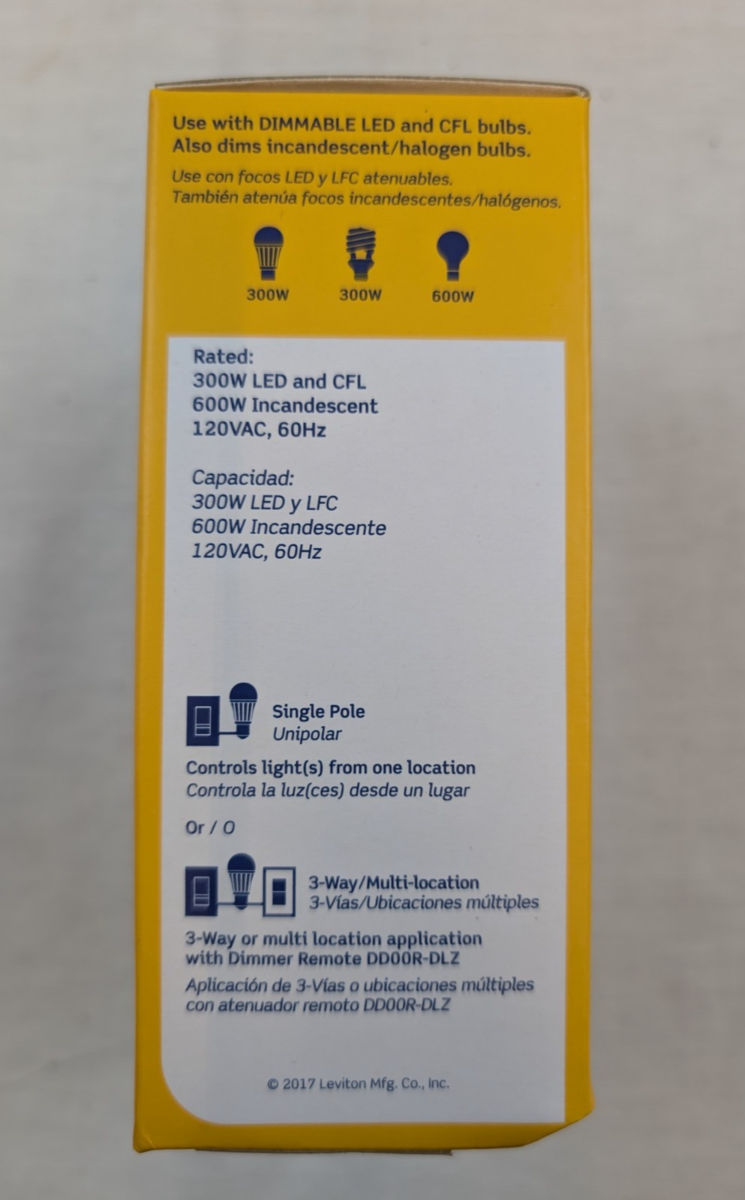 Use with DIMMABLE LED and CFL bulbs.
Also dims incandescent/halogen bulbs.
Use con focos LED y LFC atenuables.
También atenúa focos incandescentes/halógenos.
300W 300W 600W
Rated:
300W LED and CFL
600W Incandescent
120VAC, 60Hz
Capacidad:
300W LED y LFC
600W Incandescente
120VAC, 60Hz
Single Pole
Unipolar
Controls light(s) from one location
Controla la luz(ces) desde un lugar
Or / O
3-Way/Multi-location
3-Vías/Ubicaciones múltiples
3-Way or multi location application
with Dimmer Remote DD00R-DLZ
Aplicación de 3-Vías o ubicaciones múltiples
con atenuador remoto DD00R-DLZ
© 2017 Leviton Mfg. Co., Inc.